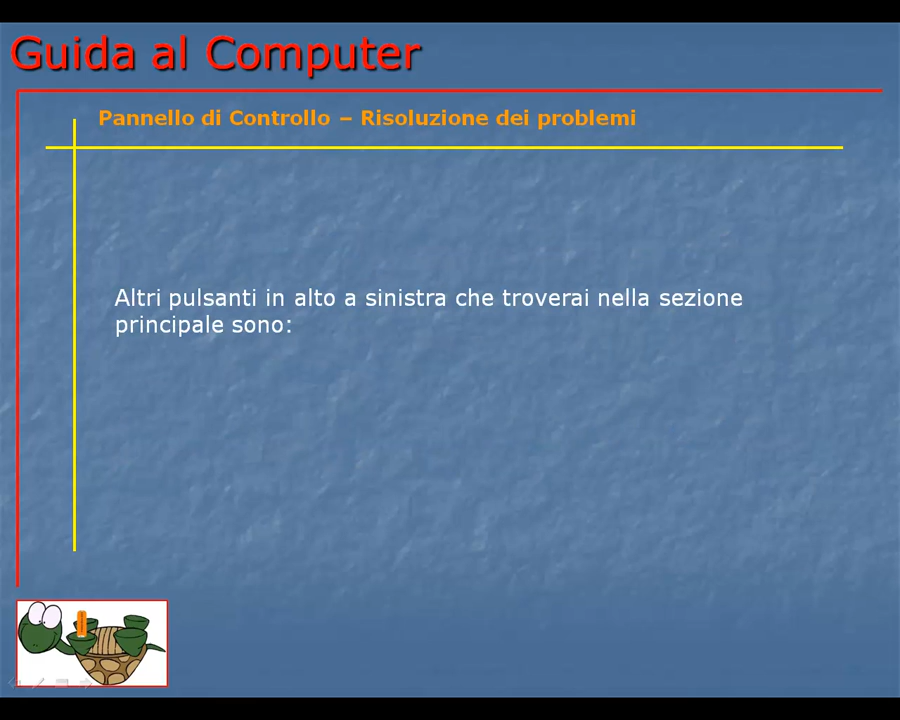 Guida al Computer
Pannello di Controllo – Risoluzione dei problemi
Altri pulsanti in alto a sinistra che troverai nella sezione
principale sono: